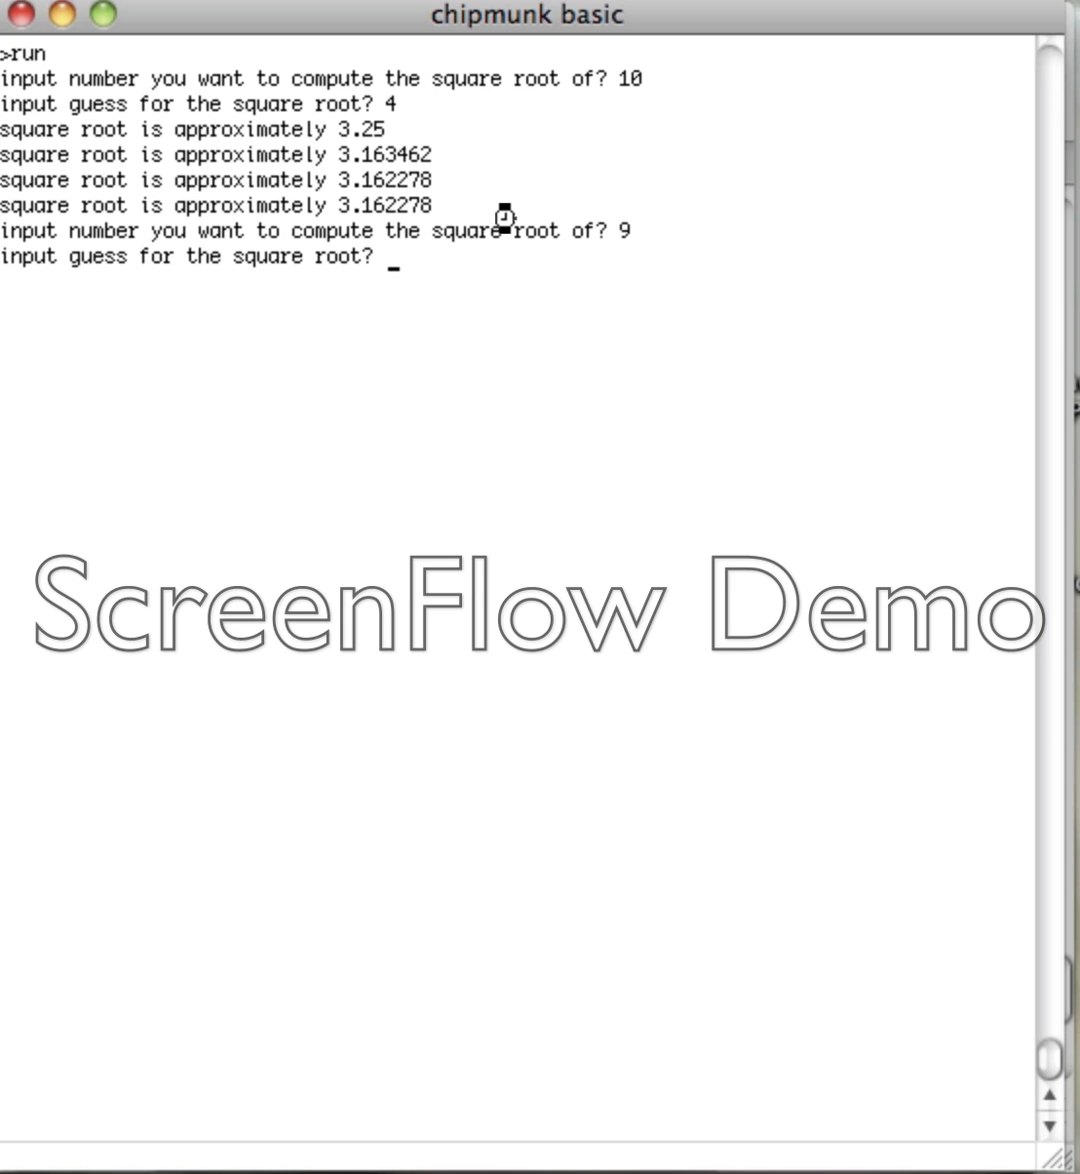 chipmunk basic
>run
input number you want to compute the square root of? 10
input guess for the square root? 4
square root is approximately 3.25
square root is approximately 3.163462
square root is approximately 3.162278
square root is approximately 3.162278
input number you want to compute the square root of? 9
input guess for the square root? _
ScreenFlow Demo